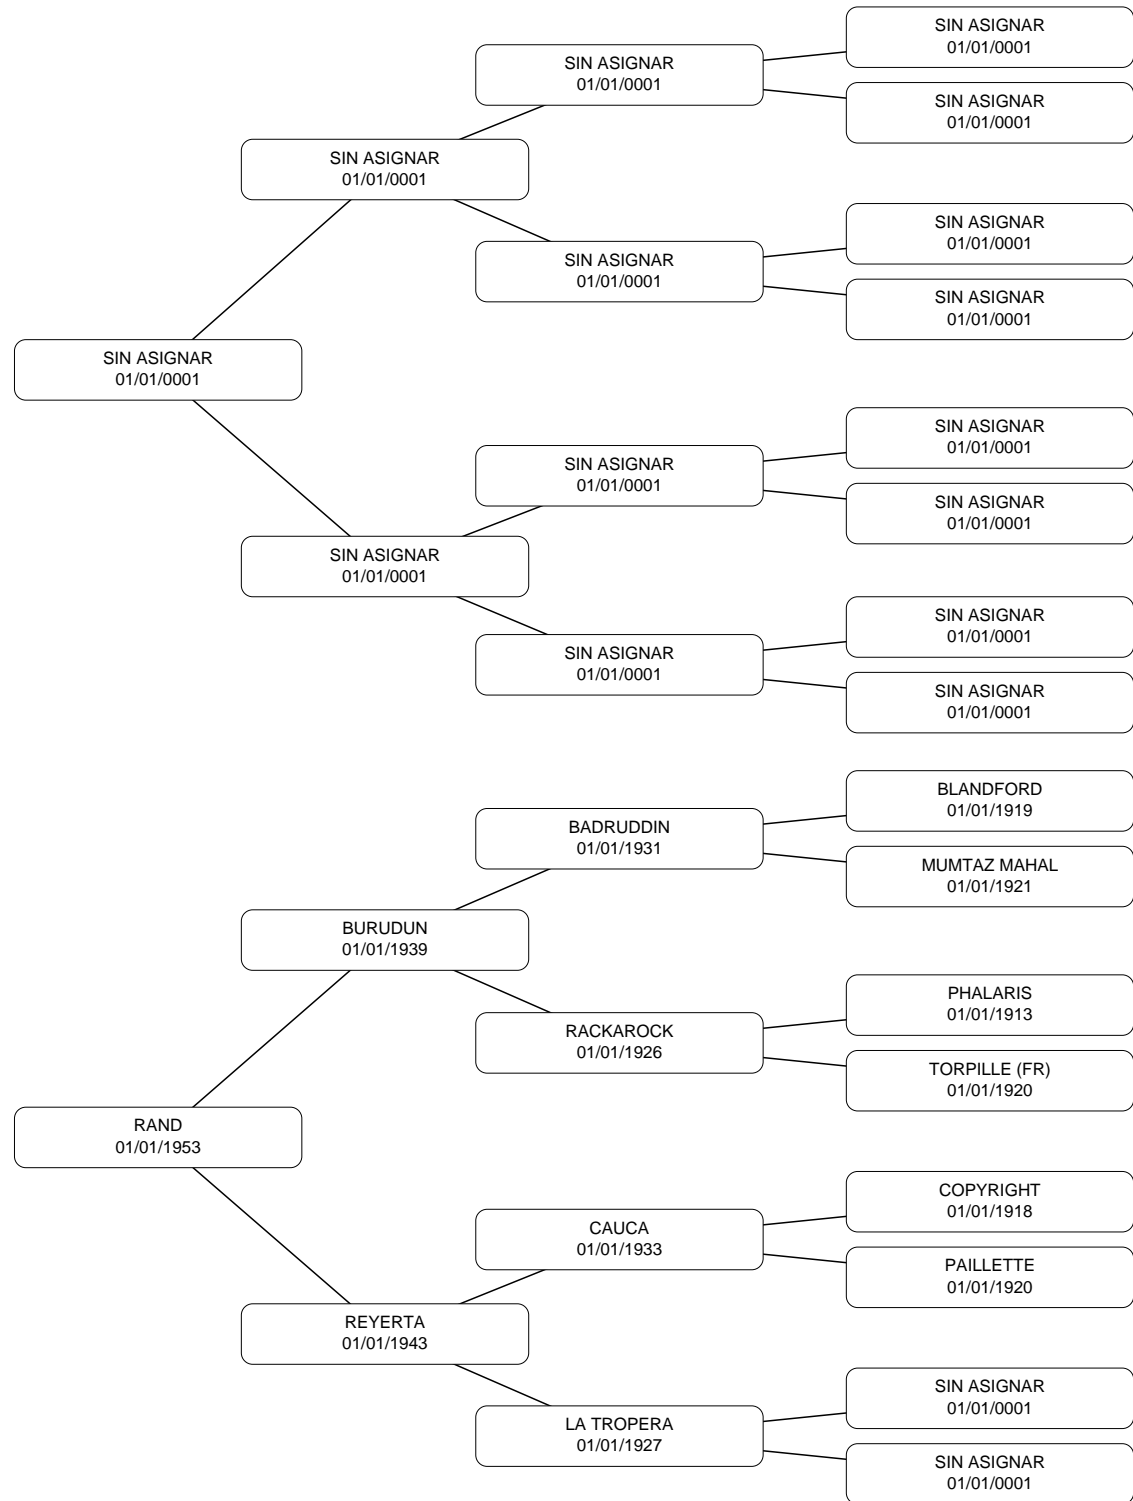 SIN ASIGNAR
01/01/0001
SIN ASIGNAR
01/01/0001
SIN ASIGNAR
01/01/0001
SIN ASIGNAR
01/01/0001
SIN ASIGNAR
01/01/0001
SIN ASIGNAR
01/01/0001
SIN ASIGNAR
01/01/0001
SIN ASIGNAR
01/01/0001
SIN ASIGNAR
01/01/0001
SIN ASIGNAR
01/01/0001
SIN ASIGNAR
01/01/0001
SIN ASIGNAR
01/01/0001
SIN ASIGNAR
01/01/0001
SIN ASIGNAR
01/01/0001
SIN ASIGNAR
01/01/0001
BLANDFORD
01/01/1919
BADRUDDIN
01/01/1931
MUMTAZ MAHAL
01/01/1921
BURUDUN
01/01/1939
PHALARIS
01/01/1913
RACKAROCK
01/01/1926
TORPILLE (FR)
01/01/1920
RAND
01/01/1953
COPYRIGHT
01/01/1918
CAUCA
01/01/1933
PAILLETTE
01/01/1920
REYERTA
01/01/1943
SIN ASIGNAR
01/01/0001
LA TROPERA
01/01/1927
SIN ASIGNAR
01/01/0001